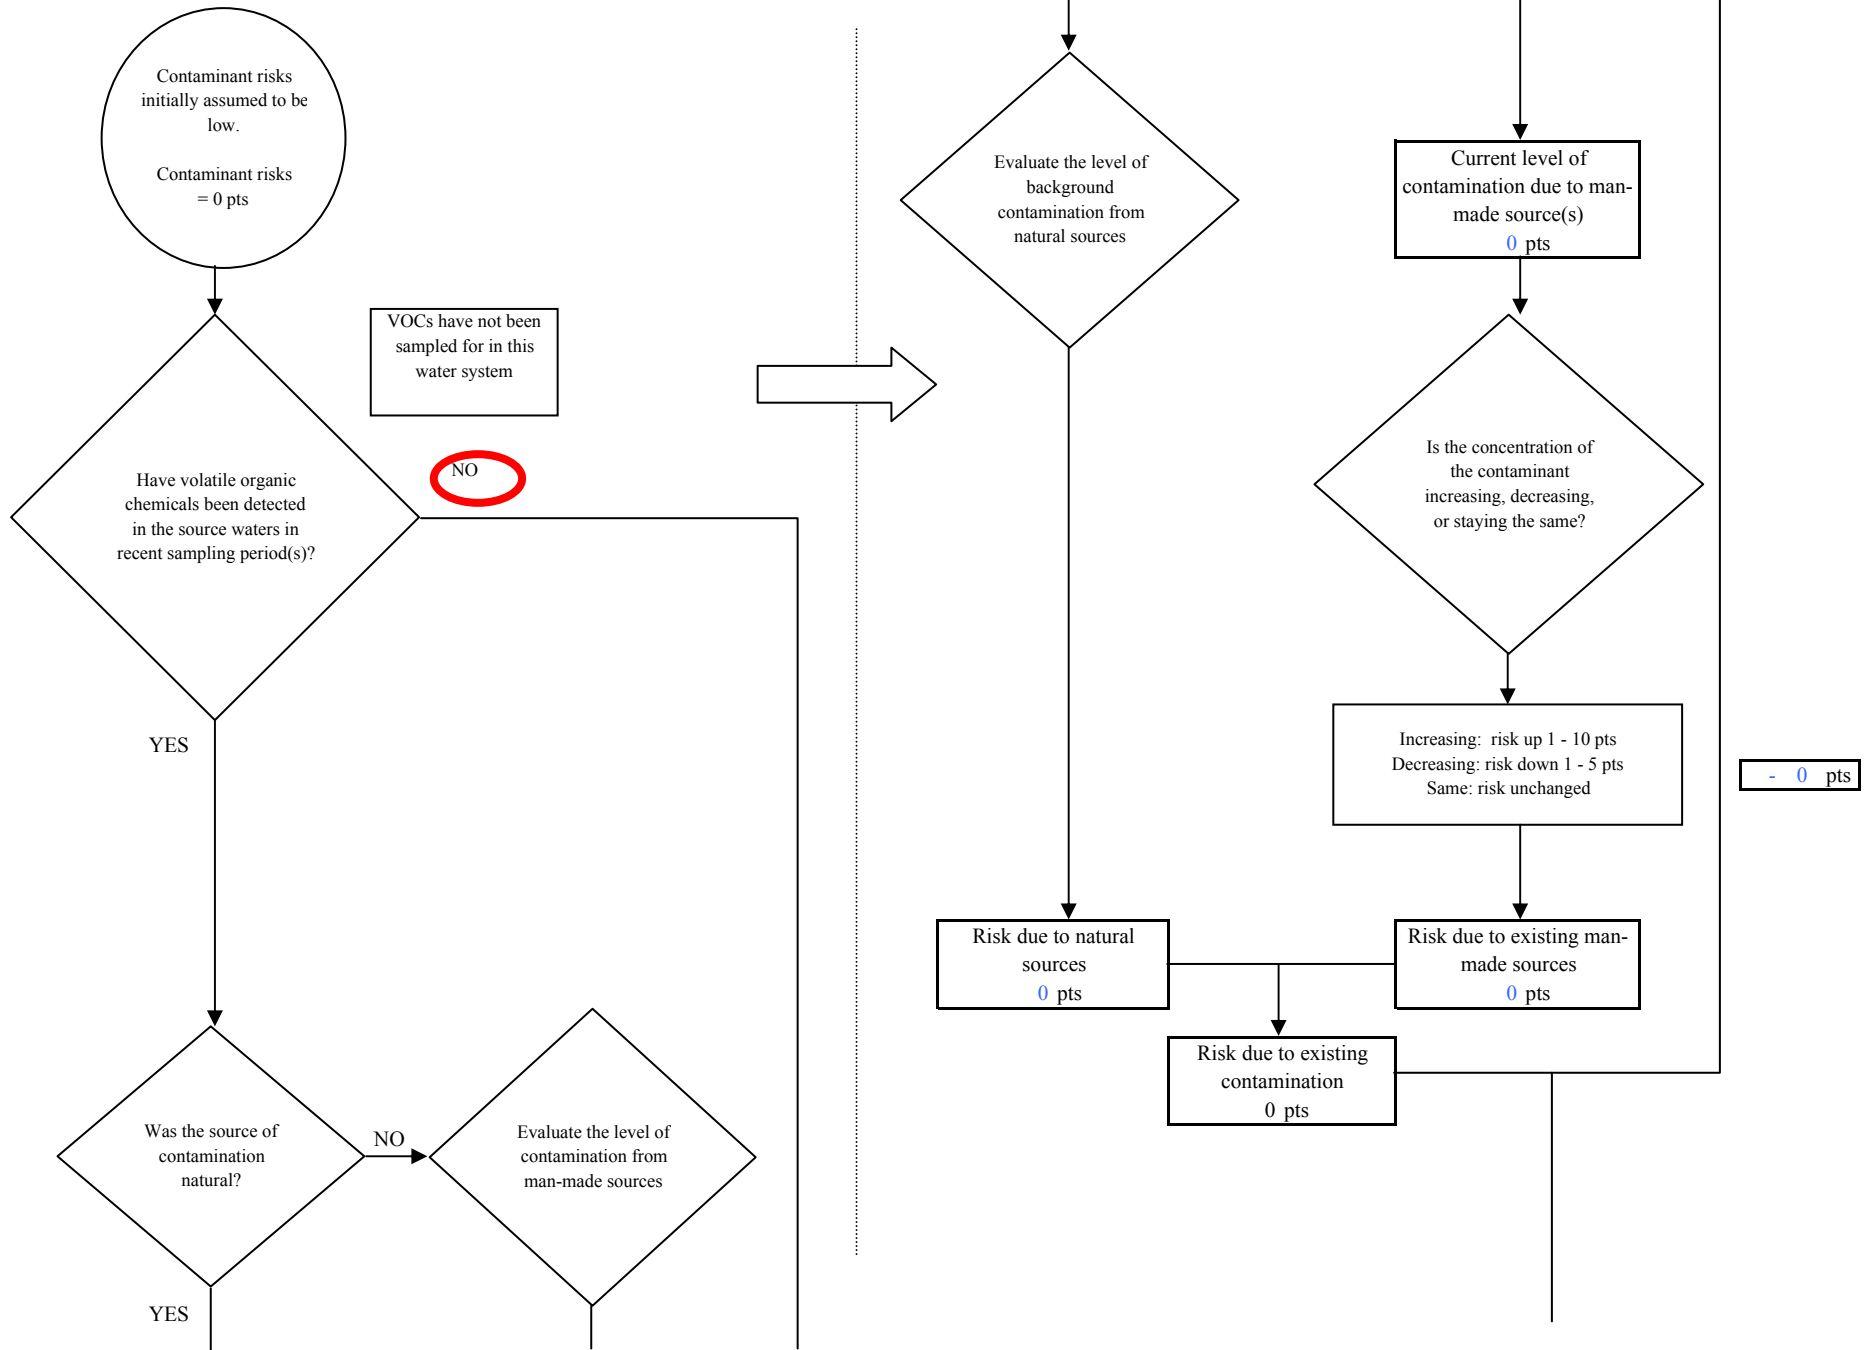 Contaminant risks
initially assumed to be
low.
Contaminant risks
= 0 pts
VOCs have not been
sampled for in this
water system
NO
Have volatile organic
chemicals been detected
in the source waters in
recent sampling period(s)?
YES
Was the source of
contamination
natural?
NO
Evaluate the level of
contamination from
man-made sources
YES
Evaluate the level of
background
contamination from
natural sources
Current level of
contamination due to man-
made source(s)
0 pts
Is the concentration of
the contaminant
increasing, decreasing,
or staying the same?
Increasing: risk up 1 - 10 pts
Decreasing: risk down 1 - 5 pts
Same: risk unchanged
- 0 pts
Risk due to natural
sources
0 pts
Risk due to existing man-
made sources
0 pts
Risk due to existing
contamination
0 pts